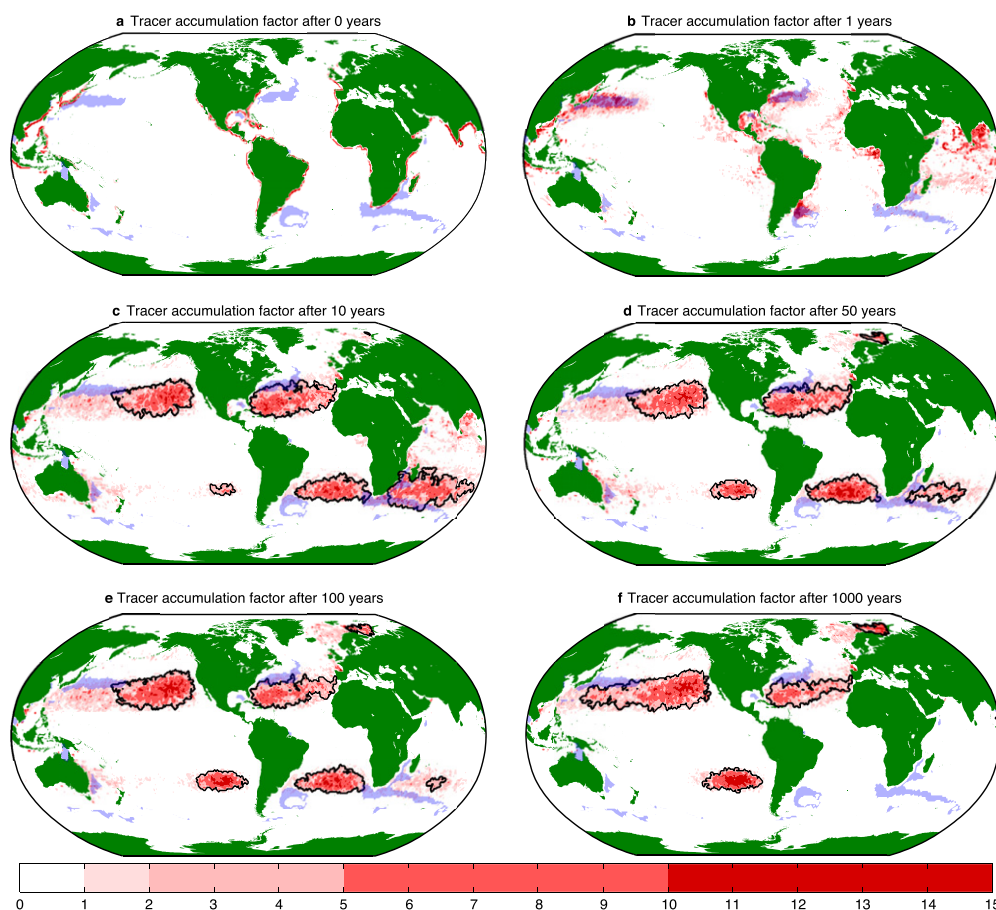 a Tracer accumulation factor after 0 years
b Tracer accumulation factor after 1 years
c Tracer accumulation factor after 10 years
d Tracer accumulation factor after 50 years
e Tracer accumulation factor after 100 years
f Tracer accumulation factor after 1000 years
0 1 2 3 4 5 6 7 8 9 10 11 12 13 14 15